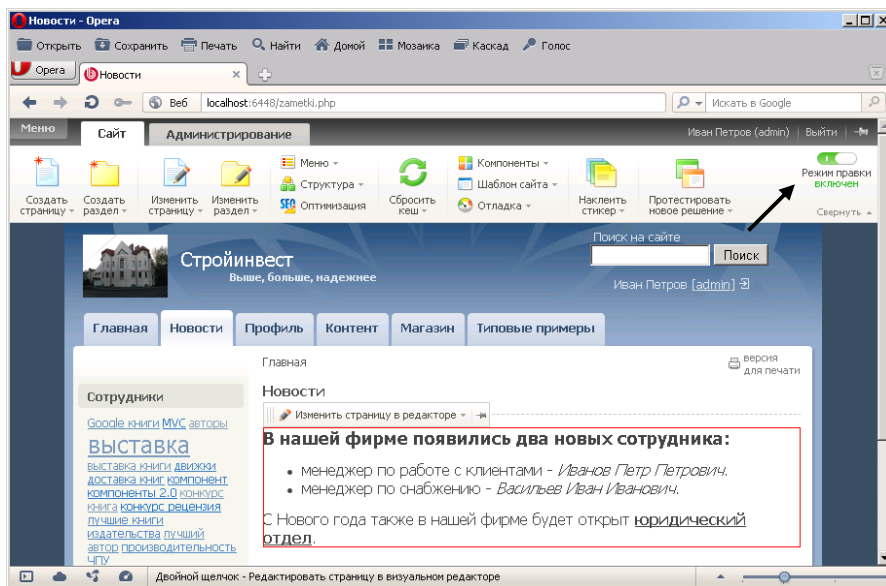 Новости - Opera
Открыть Сохранить Печать Найти Домой Мозаика Каскад Голос
Opera Новости
Веб localhost:6448/zametki.php Искать в Google
Меню Сайт Администрирование Иван Петров (admin) Выйти
Создать страницу Создать раздел Изменить страницу Изменить раздел
Меню
Структура
SEO Оптимизация
Сбросить кеш
Компоненты
Шаблон сайта
Отладка
Наклеить стикер
Протестировать новое решение
Режим правки
включен
Свернуть
Стройинвест
Выше, больше, надежнее
Поиск на сайте
Поиск
Иван Петров [admin]
Главная Новости Профиль Контент Магазин Типовые примеры
Главная
версия
для печати
Сотрудники
Google книги MVC авторы
выставка
выставка книги движки
доставка книг компонент
компоненты 2.0 конкурс
книга конкурс рецензия
лучшие книги
издательства лучший
автор производительность
ЧПУ
Новости
Изменить страницу в редакторе
В нашей фирме появились два новых сотрудника:
• менеджер по работе с клиентами - Иванов Петр Петрович.
• менеджер по снабжению - Васильев Иван Иванович.
С Нового года также в нашей фирме будет открыт юридический
отдел.
Двойной щелчок - Редактировать страницу в визуальном редакторе